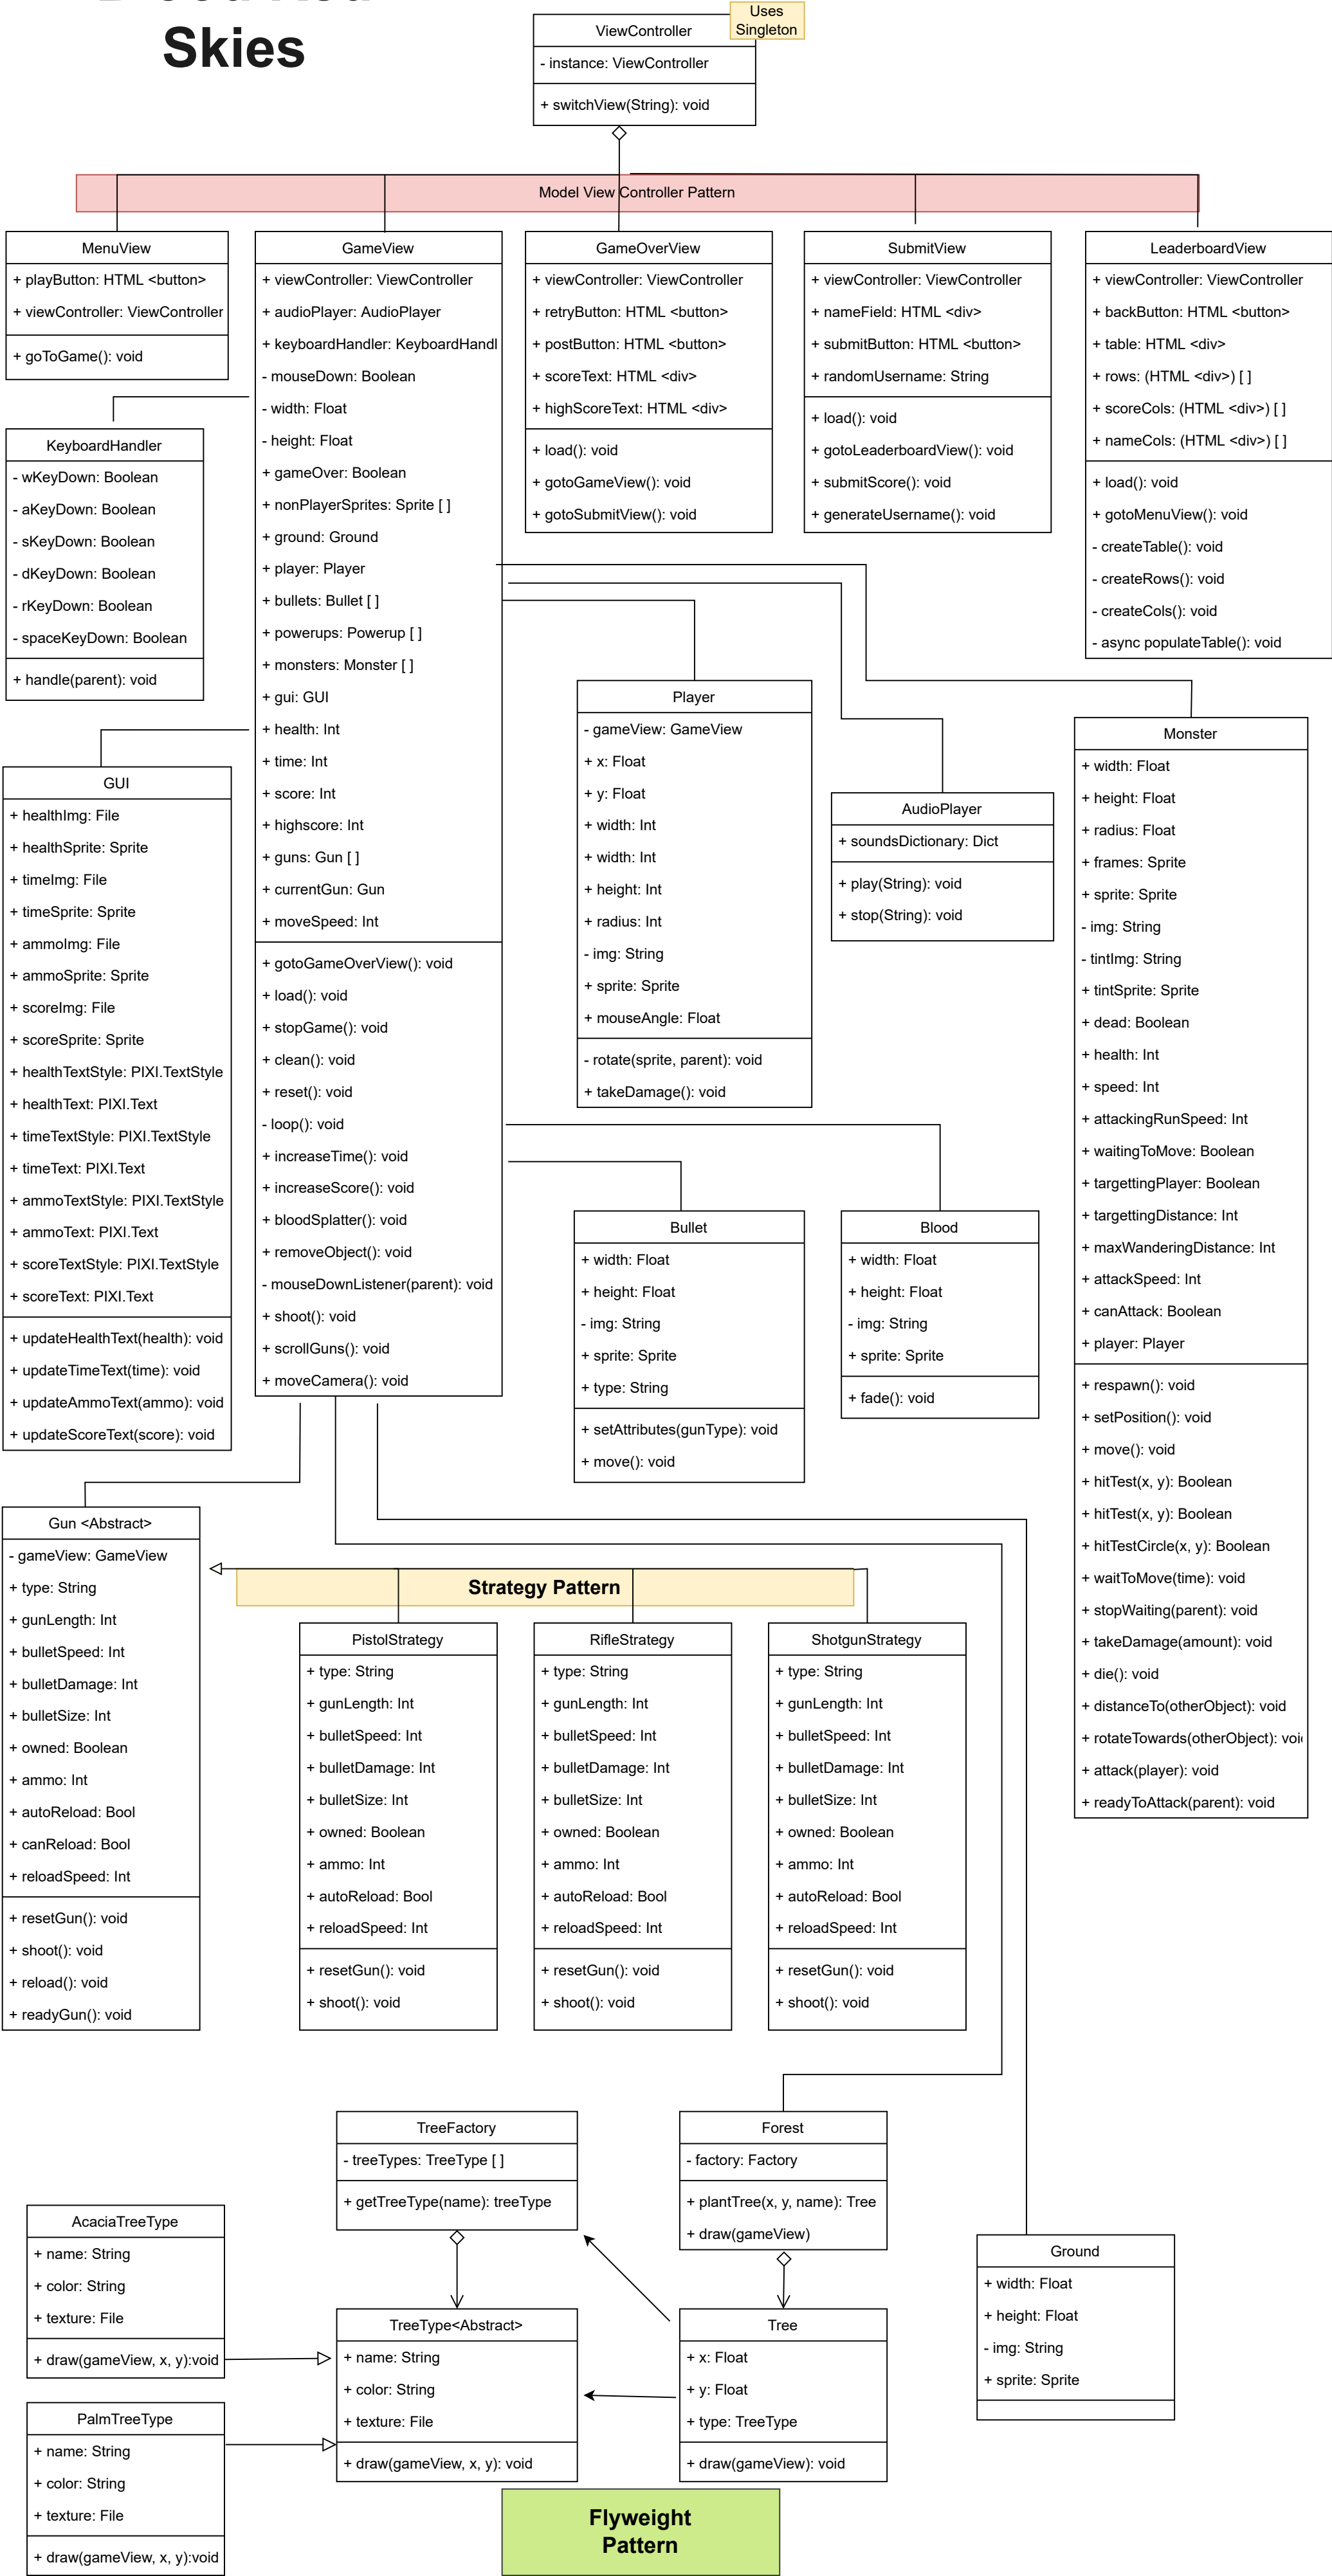 Skies
Uses
Singleton
ViewController
- instance: ViewController
+ switchView(String): void
Model View Controller Pattern
MenuView
+ playButton: HTML <button>
+ viewController: ViewController
+ goToGame(): void
GameView
+ viewController: ViewController
+ audioPlayer: AudioPlayer
+ keyboardHandler: KeyboardHandl
- mouseDown: Boolean
- width: Float
- height: Float
+ gameOver: Boolean
+ nonPlayerSprites: Sprite [ ]
+ ground: Ground
+ player: Player
+ bullets: Bullet [ ]
+ powerups: Powerup [ ]
+ monsters: Monster [ ]
+ gui: GUI
+ health: Int
+ time: Int
+ score: Int
+ highscore: Int
+ guns: Gun [ ]
+ currentGun: Gun
+ moveSpeed: Int
+ gotoGameOverView(): void
+ load(): void
+ stopGame(): void
+ clean(): void
+ reset(): void
- loop(): void
+ increaseTime(): void
+ increaseScore(): void
+ bloodSplatter(): void
+ removeObject(): void
- mouseDownListener(parent): void
+ shoot(): void
+ scrollGuns(): void
+ moveCamera(): void
GameOverView
+ viewController: ViewController
+ retryButton: HTML <button>
+ postButton: HTML <button>
+ scoreText: HTML <div>
+ highScoreText: HTML <div>
+ load(): void
+ gotoGameView(): void
+ gotoSubmitView(): void
SubmitView
+ viewController: ViewController
+ nameField: HTML <div>
+ submitButton: HTML <button>
+ randomUsername: String
+ load(): void
+ gotoLeaderboardView(): void
+ submitScore(): void
+ generateUsername(): void
LeaderboardView
+ viewController: ViewController
+ backButton: HTML <button>
+ table: HTML <div>
+ rows: (HTML <div>) [ ]
+ scoreCols: (HTML <div>) [ ]
+ nameCols: (HTML <div>) [ ]
+ load(): void
+ gotoMenuView(): void
- createTable(): void
- createRows(): void
- createCols(): void
- async populateTable(): void
KeyboardHandler
- wKeyDown: Boolean
- aKeyDown: Boolean
- sKeyDown: Boolean
- dKeyDown: Boolean
- rKeyDown: Boolean
- spaceKeyDown: Boolean
+ handle(parent): void
GUI
+ healthImg: File
+ healthSprite: Sprite
+ timeImg: File
+ timeSprite: Sprite
+ ammoImg: File
+ ammoSprite: Sprite
+ scoreImg: File
+ scoreSprite: Sprite
+ healthTextStyle: PIXI.TextStyle
+ healthText: PIXI.Text
+ timeTextStyle: PIXI.TextStyle
+ timeText: PIXI.Text
+ ammoTextStyle: PIXI.TextStyle
+ ammoText: PIXI.Text
+ scoreTextStyle: PIXI.TextStyle
+ scoreText: PIXI.Text
+ updateHealthText(health): void
+ updateTimeText(time): void
+ updateAmmoText(ammo): void
+ updateScoreText(score): void
Player
- gameView: GameView
+ x: Float
+ y: Float
+ width: Int
+ width: Int
+ height: Int
+ radius: Int
- img: String
+ sprite: Sprite
+ mouseAngle: Float
- rotate(sprite, parent): void
+ takeDamage(): void
AudioPlayer
+ soundsDictionary: Dict
+ play(String): void
+ stop(String): void
Monster
+ width: Float
+ height: Float
+ radius: Float
+ frames: Sprite
+ sprite: Sprite
- img: String
- tintImg: String
+ tintSprite: Sprite
+ dead: Boolean
+ health: Int
+ speed: Int
+ attackingRunSpeed: Int
+ waitingToMove: Boolean
+ targettingPlayer: Boolean
+ targettingDistance: Int
+ maxWanderingDistance: Int
+ attackSpeed: Int
+ canAttack: Boolean
+ player: Player
+ respawn(): void
+ setPosition(): void
+ move(): void
+ hitTest(x, y): Boolean
+ hitTest(x, y): Boolean
+ hitTestCircle(x, y): Boolean
+ waitToMove(time): void
+ stopWaiting(parent): void
+ takeDamage(amount): void
+ die(): void
+ distanceTo(otherObject): void
+ rotateTowards(otherObject): voi
+ attack(player): void
+ readyToAttack(parent): void
Bullet
+ width: Float
+ height: Float
- img: String
+ sprite: Sprite
+ type: String
+ setAttributes(gunType): void
+ move(): void
Blood
+ width: Float
+ height: Float
- img: String
+ sprite: Sprite
+ fade(): void
Gun <Abstract>
- gameView: GameView
+ type: String
+ gunLength: Int
+ bulletSpeed: Int
+ bulletDamage: Int
+ bulletSize: Int
+ owned: Boolean
+ ammo: Int
+ autoReload: Bool
+ canReload: Bool
+ reloadSpeed: Int
+ resetGun(): void
+ shoot(): void
+ reload(): void
+ readyGun(): void
Strategy Pattern
PistolStrategy
+ type: String
+ gunLength: Int
+ bulletSpeed: Int
+ bulletDamage: Int
+ bulletSize: Int
+ owned: Boolean
+ ammo: Int
+ autoReload: Bool
+ reloadSpeed: Int
+ resetGun(): void
+ shoot(): void
RifleStrategy
+ type: String
+ gunLength: Int
+ bulletSpeed: Int
+ bulletDamage: Int
+ bulletSize: Int
+ owned: Boolean
+ ammo: Int
+ autoReload: Bool
+ reloadSpeed: Int
+ resetGun(): void
+ shoot(): void
ShotgunStrategy
+ type: String
+ gunLength: Int
+ bulletSpeed: Int
+ bulletDamage: Int
+ bulletSize: Int
+ owned: Boolean
+ ammo: Int
+ autoReload: Bool
+ reloadSpeed: Int
+ resetGun(): void
+ shoot(): void
TreeFactory
- treeTypes: TreeType [ ]
+ getTreeType(name): treeType
Forest
- factory: Factory
+ plantTree(x, y, name): Tree
+ draw(gameView)
AcaciaTreeType
+ name: String
+ color: String
+ texture: File
+ draw(gameView, x, y):void
TreeType<Abstract>
+ name: String
+ color: String
+ texture: File
+ draw(gameView, x, y): void
Tree
+ x: Float
+ y: Float
+ type: TreeType
+ draw(gameView): void
Ground
+ width: Float
+ height: Float
- img: String
+ sprite: Sprite
PalmTreeType
+ name: String
+ color: String
+ texture: File
+ draw(gameView, x, y):void
Flyweight
Pattern